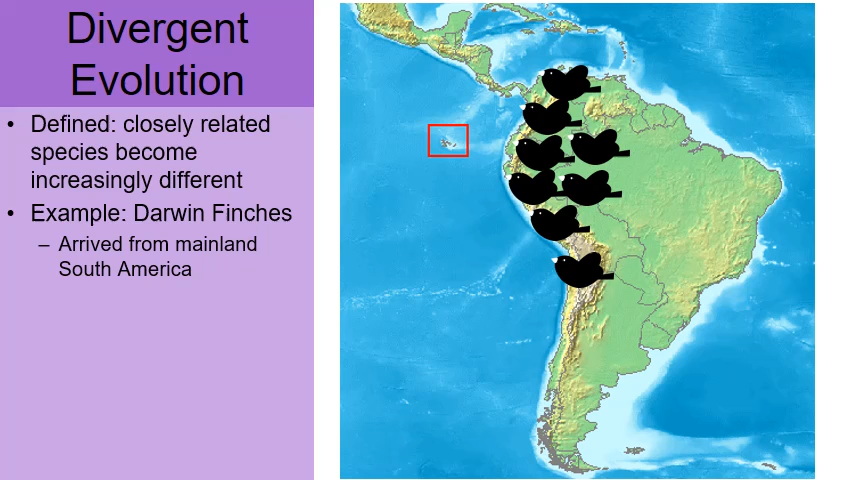 Divergent
Evolution
• Defined: closely related
species become
increasingly different
• Example: Darwin Finches
– Arrived from mainland
South America